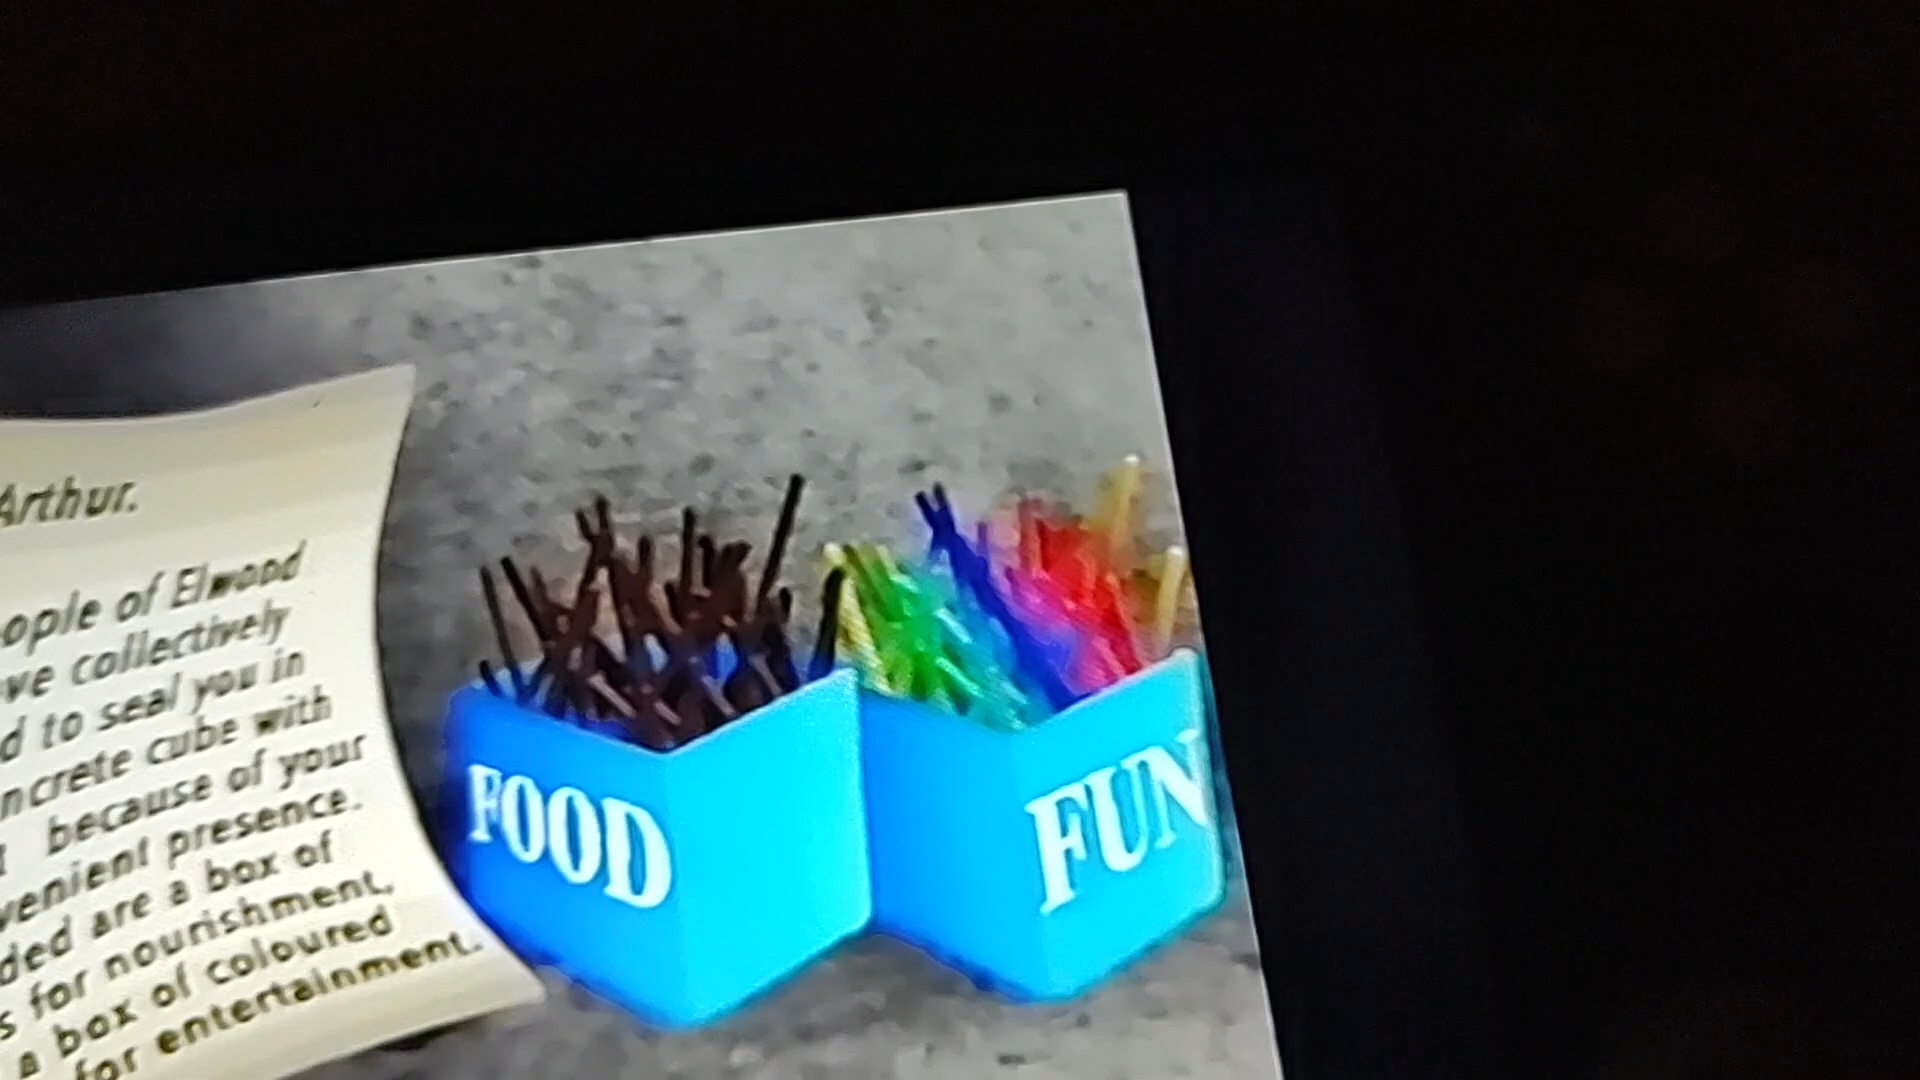 Arthur.
ople of Elwood
ve collectively
d to seal you in
ncrete cube with
because of your
venient presence.
ded are a box of
s for nourishment,
a box of coloured
for entertainment.
FOOD
FUN